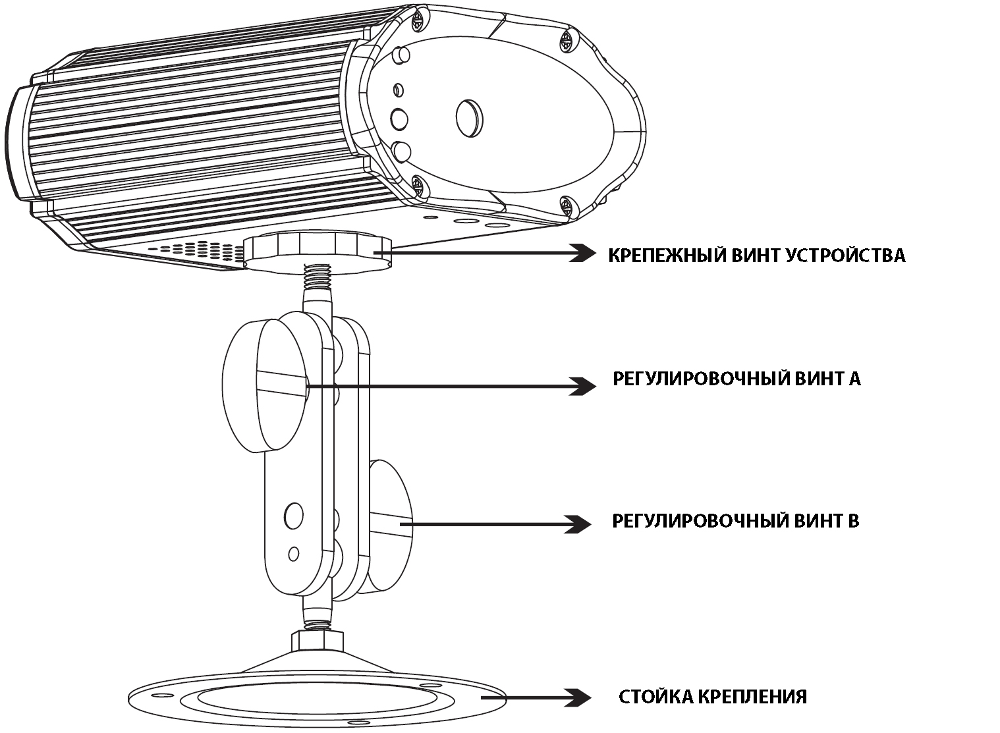 КРЕПЕЖНЫЙ ВИНТ УСТРОЙСТВА
РЕГУЛИРОВОЧНЫЙ ВИНТ А
РЕГУЛИРОВОЧНЫЙ ВИНТ В
СТОЙКА КРЕПЛЕНИЯ